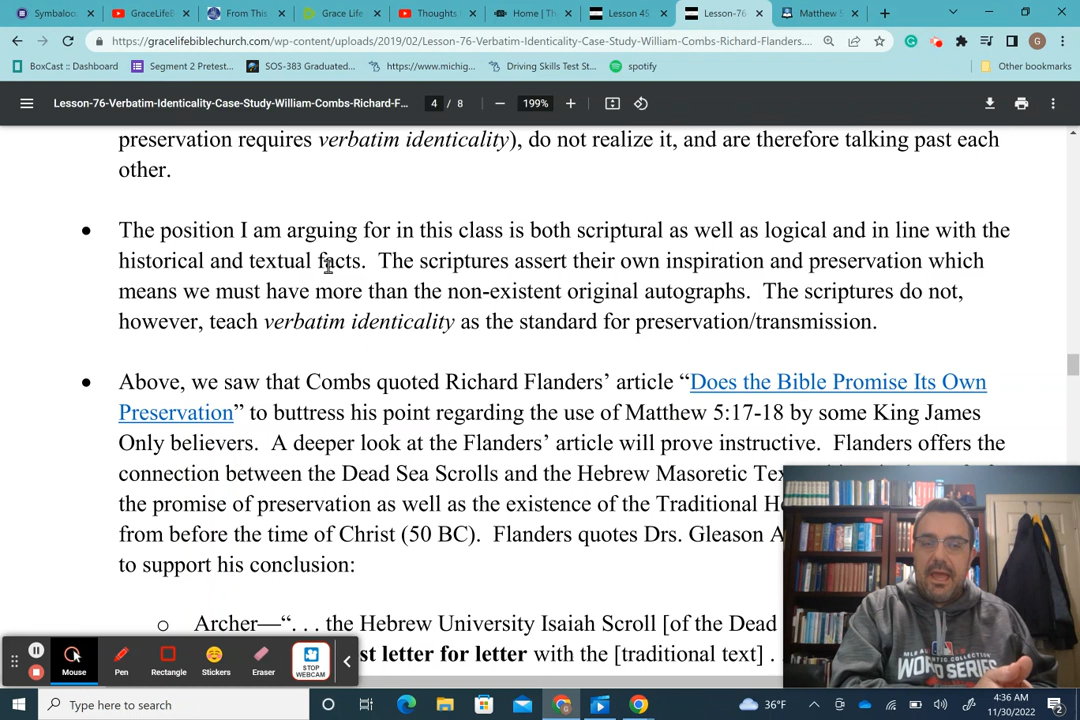 Symbaloo
GraceLifeB
From This
Grace Life
Thoughts
Home | Th
Lesson 45
Lesson-76
Matthew 5
https://gracelifebiblechurch.com/wp-content/uploads/2019/02/Lesson-76-Verbatim-Identicality-Case-Study-William-Combs-Richard-Flanders....
BoxCast :: Dashboard
Segment 2 Pretest...
SOS-383 Graduated...
https://www.michig...
Driving Skills Test St...
spotify
Other bookmarks
Lesson-76-Verbatim-Identicality-Case-Study-William-Combs-Richard-F...
4 / 8
199%
preservation requires verbatim identicality), do not realize it, and are therefore talking past each
other.
• The position I am arguing for in this class is both scriptural as well as logical and in line with the
historical and textual facts. The scriptures assert their own inspiration and preservation which
means we must have more than the non-existent original autographs. The scriptures do not,
however, teach verbatim identicality as the standard for preservation/transmission.
• Above, we saw that Combs quoted Richard Flanders’ article “Does the Bible Promise Its Own
Preservation” to buttress his point regarding the use of Matthew 5:17-18 by some King James
Only believers. A deeper look at the Flanders’ article will prove instructive. Flanders offers the
connection between the Dead Sea Scrolls and the Hebrew Masoretic Tex
the promise of preservation as well as the existence of the Traditional He
from before the time of Christ (50 BC). Flanders quotes Drs. Gleason A
to support his conclusion:
o Archer—“. . . the Hebrew University Isaiah Scroll [of the Dead
st letter for letter with the [traditional text] .
Mouse
Pen
Rectangle
Stickers
Eraser
STOP
WEBCAM
WORLD SERIES
Type here to search
36°F
4:36 AM
11/30/2022